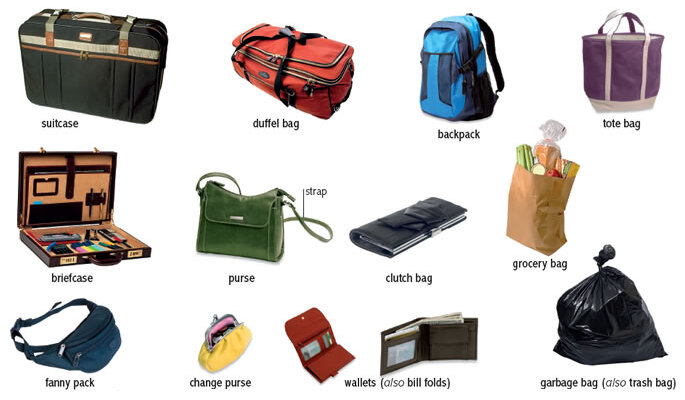 suitcase
duffel bag
backpack
tote bag
strap
briefcase
purse
clutch bag
grocery bag
fanny pack
change purse
wallets (also bill folds)
garbage bag (also trash bag)